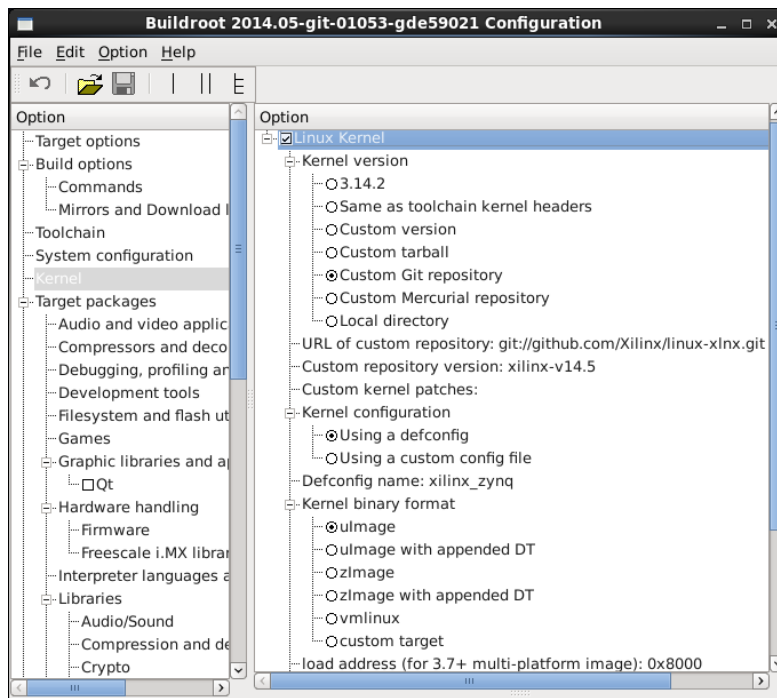 Buildroot 2014.05-git-01053-gde59021 Configuration
File Edit Option Help
Option
Target options
Build options
Commands
Mirrors and Download
Toolchain
System configuration
Kernel
Target packages
Audio and video applic
Compressors and deco
Debugging, profiling an
Development tools
Filesystem and flash ut
Games
Graphic libraries and a
Qt
Hardware handling
Firmware
Freescale i.MX librar
Interpreter languages a
Libraries
Audio/Sound
Compression and de
Crypto
Option
Linux Kernel
Kernel version
3.14.2
Same as toolchain kernel headers
Custom version
Custom tarball
Custom Git repository
Custom Mercurial repository
Local directory
URL of custom repository: git://github.com/Xilinx/linux-xlnx.git
Custom repository version: xilinx-v14.5
Custom kernel patches:
Kernel configuration
Using a defconfig
Using a custom config file
Defconfig name: xilinx_zynq
Kernel binary format
uImage
uImage with appended DT
zImage
zImage with appended DT
vmlinux
custom target
load address (for 3.7+ multi-platform image): 0x8000